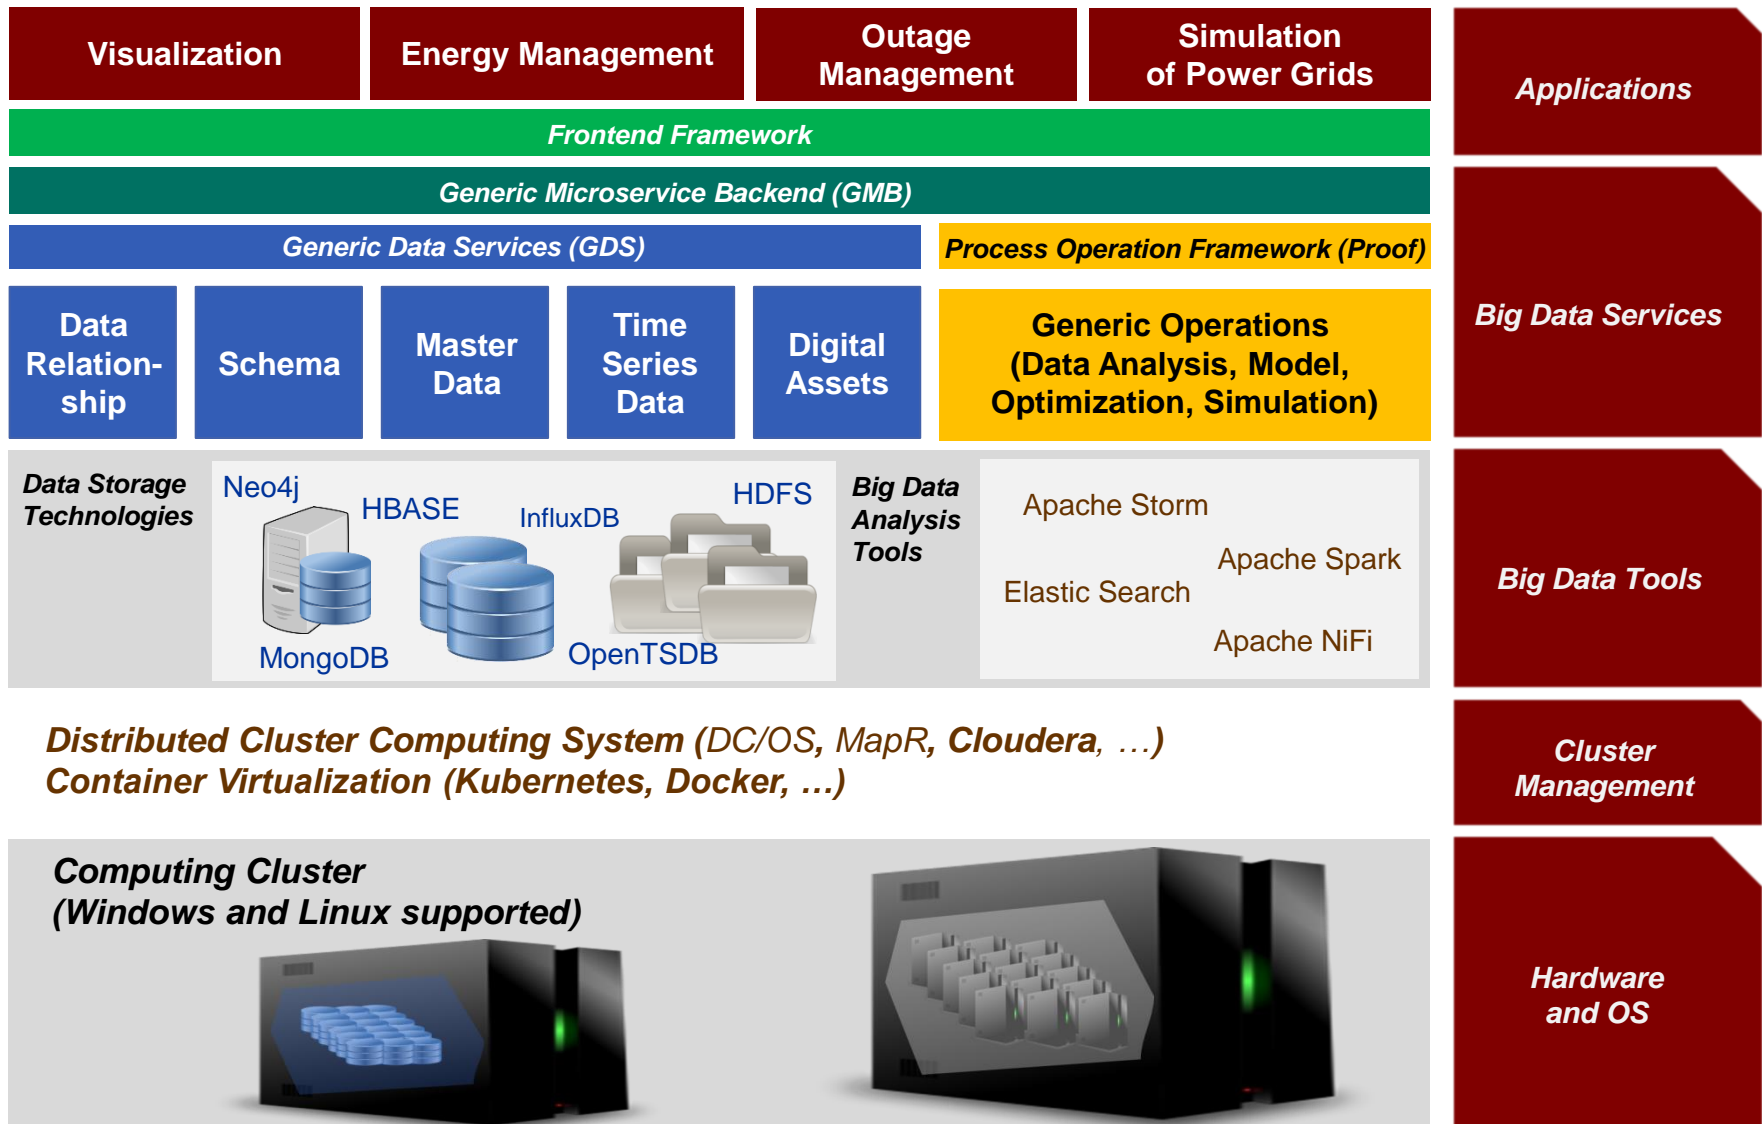 Visualization
Energy Management
Outage
Management
Simulation
of Power Grids
Applications
Frontend Framework
Generic Microservice Backend (GMB)
Generic Data Services (GDS)
Process Operation Framework (Proof)
Data
Relation-
ship
Schema
Master
Data
Time
Series
Data
Digital
Assets
Generic Operations
(Data Analysis, Model,
Optimization, Simulation)
Big Data Services
Data Storage
Technologies
Neo4j
HBASE
InfluxDB
HDFS
MongoDB
OpenTSDB
Big Data
Analysis
Tools
Apache Storm
Apache Spark
Elastic Search
Apache NiFi
Big Data Tools
Distributed Cluster Computing System (DC/OS, MapR, Cloudera, …)
Container Virtualization (Kubernetes, Docker, …)
Cluster
Management
Computing Cluster
(Windows and Linux supported)
Hardware
and OS